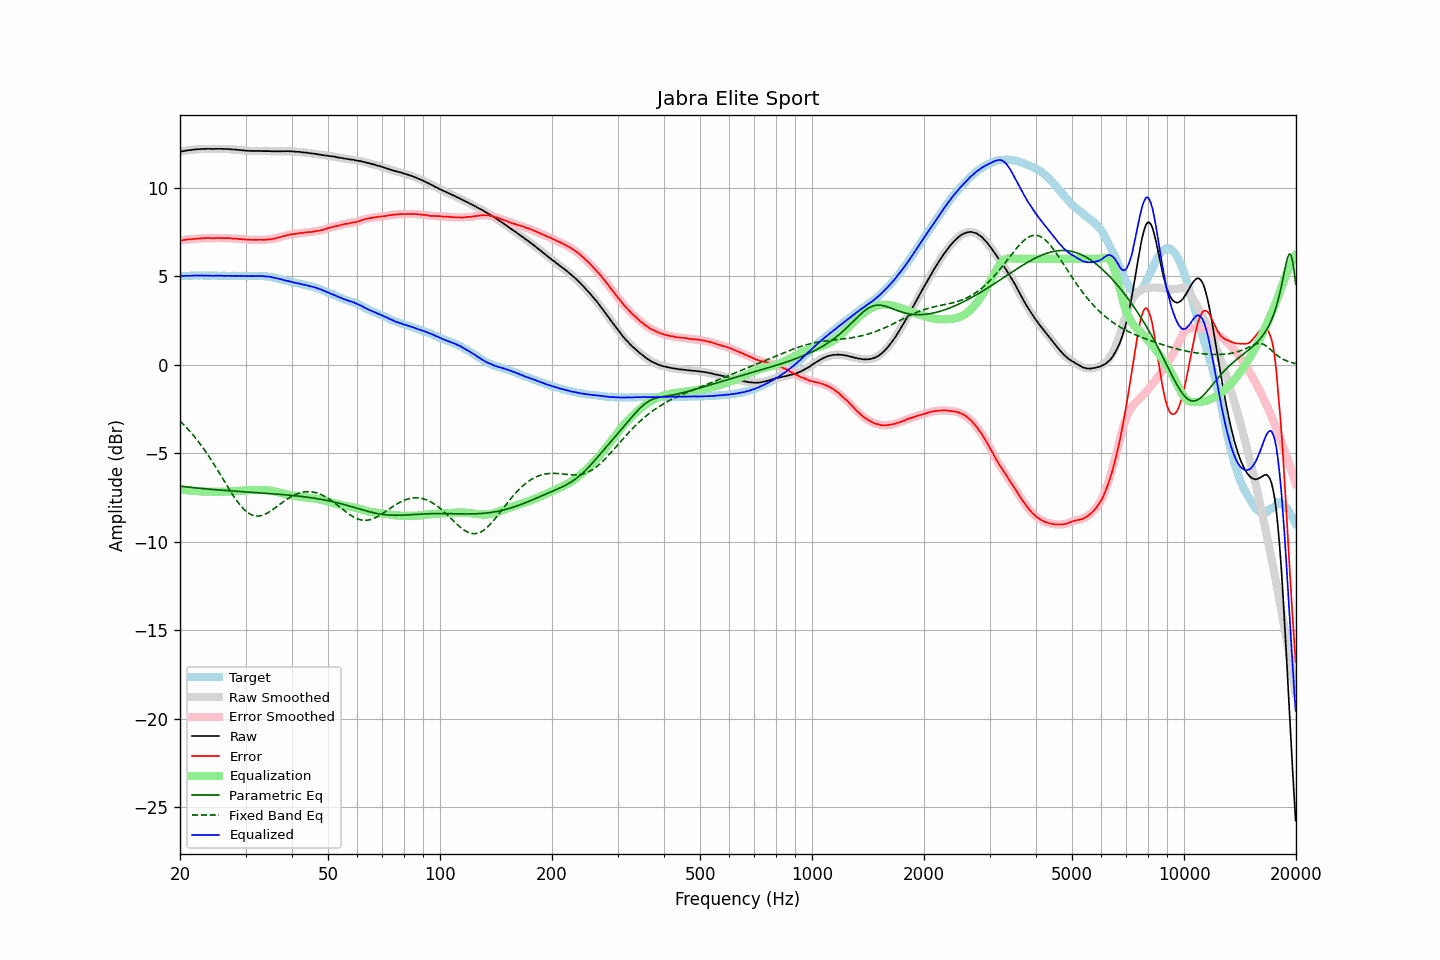 Jabra Elite Sport
Amplitude (dBr)
10
5
0
−5
−10
−15
−20
−25
Target
Raw Smoothed
Error Smoothed
Raw
Error
Equalization
Parametric Eq
Fixed Band Eq
Equalized
20 50 100 200 500 1000 2000 5000 10000 20000
Frequency (Hz)